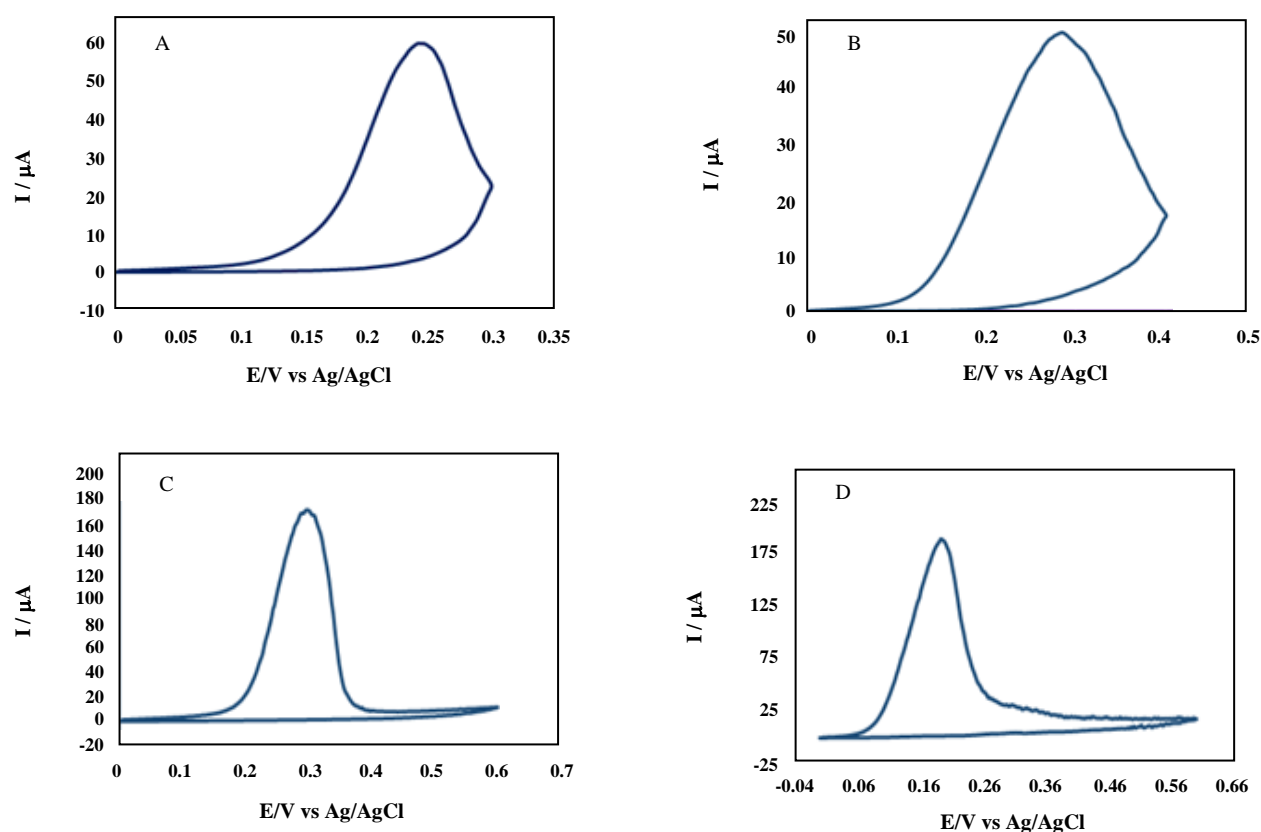 A
60
50
40
30
20
10
0
-10
I / µA
0 0.05 0.1 0.15 0.2 0.25 0.3 0.35
E/V vs Ag/AgCl
B
50
40
30
20
10
0
I / µA
0 0.1 0.2 0.3 0.4 0.5
E/V vs Ag/AgCl
C
200
180
160
140
120
100
80
60
40
20
0
-20
I / µA
0 0.1 0.2 0.3 0.4 0.5 0.6 0.7
E/V vs Ag/AgCl
D
225
175
125
75
25
-25
I / µA
-0.04 0.06 0.16 0.26 0.36 0.46 0.56 0.66
E/V vs Ag/AgCl